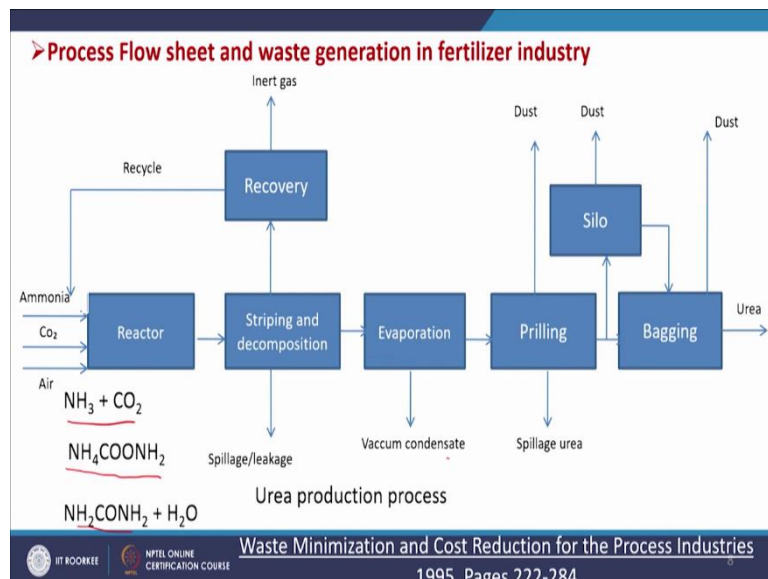 ➢Process Flow sheet and waste generation in fertilizer industry
Inert gas
Dust
Dust
Dust
Recycle
Recovery
Silo
Ammonia
Co₂
Air
Reactor
Striping and
decomposition
Evaporation
Prilling
Bagging
Urea
NH₃ + CO₂
NH₄COONH₂
NH₂CONH₂ + H₂O
Spillage/leakage
Vaccum condensate
Spillage urea
Urea production process
IIT ROORKEE
NPTEL ONLINE
CERTIFICATION COURSE
Waste Minimization and Cost Reduction for the Process Industries
1995, Pages 222-284
8